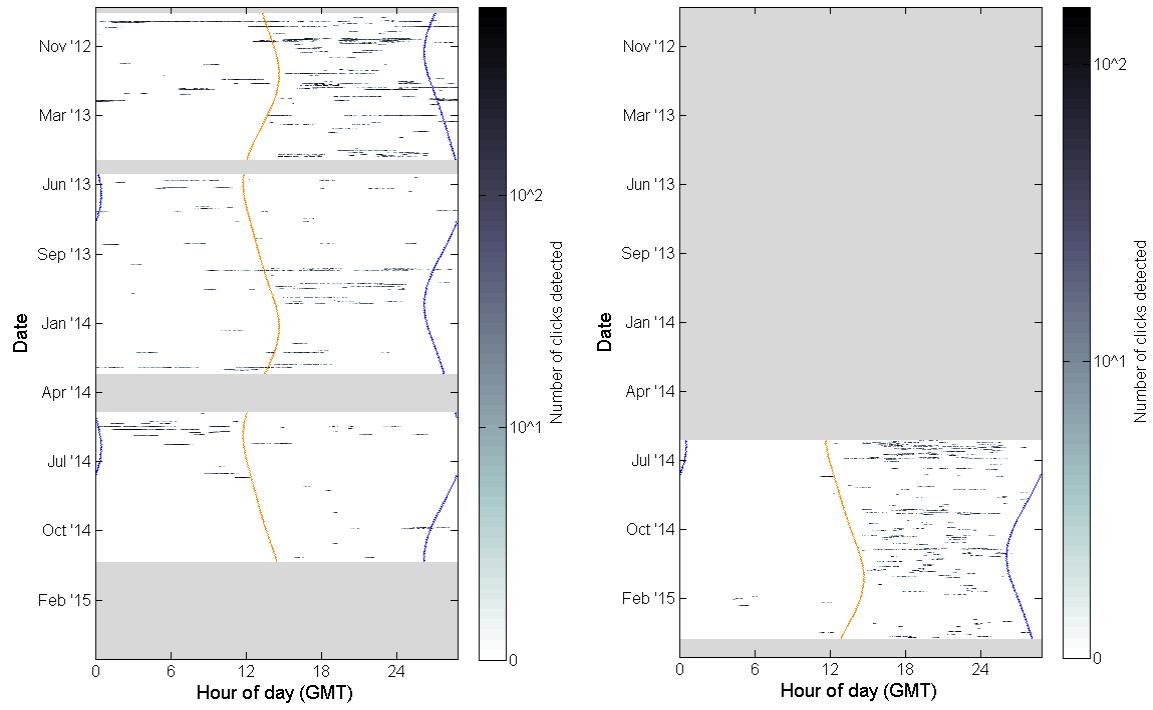 Nov '12
Mar '13
Jun '13
Sep '13
Jan '14
Apr '14
Jul '14
Oct '14
Feb '15
Date
0
6
12
18
24
Hour of day (GMT)
10^2
10^1
0
Number of clicks detected
Nov '12
Mar '13
Jun '13
Sep '13
Jan '14
Apr '14
Jul '14
Oct '14
Feb '15
Date
0
6
12
18
24
Hour of day (GMT)
10^2
10^1
0
Number of clicks detected